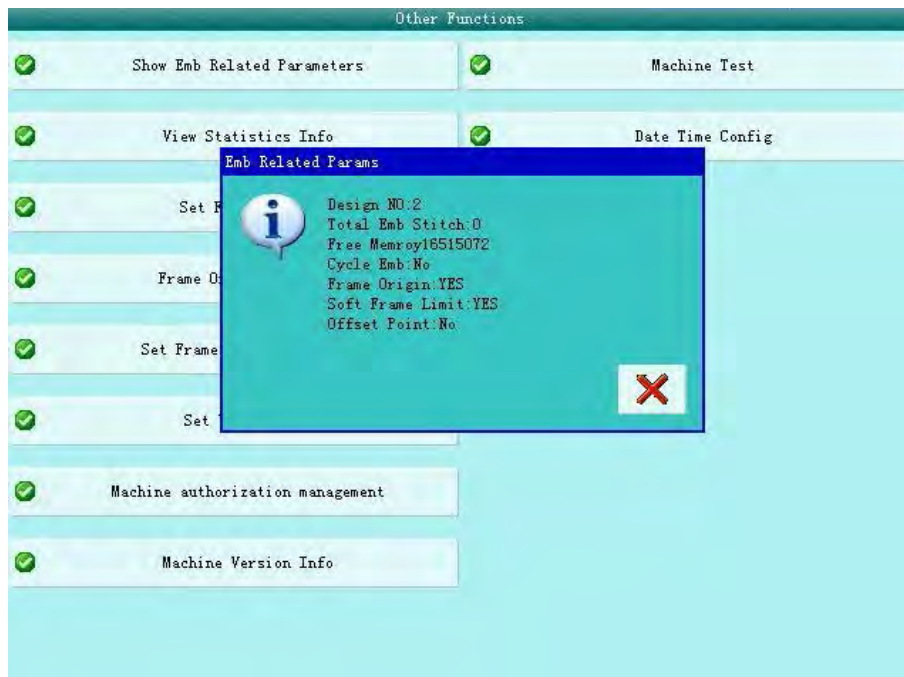 Other Functions
Show Emb Related Parameters
Machine Test
View Statistics Info
Date Time Config
Emb Related Params
Design NO:2
Total Emb Stitch:0
Free Memroy16515072
Cycle Emb:No
Frame Origin:YES
Soft Frame Limit:YES
Offset Point:No
Set
Frame
Set Frame
Set
Machine authorization management
Machine Version Info